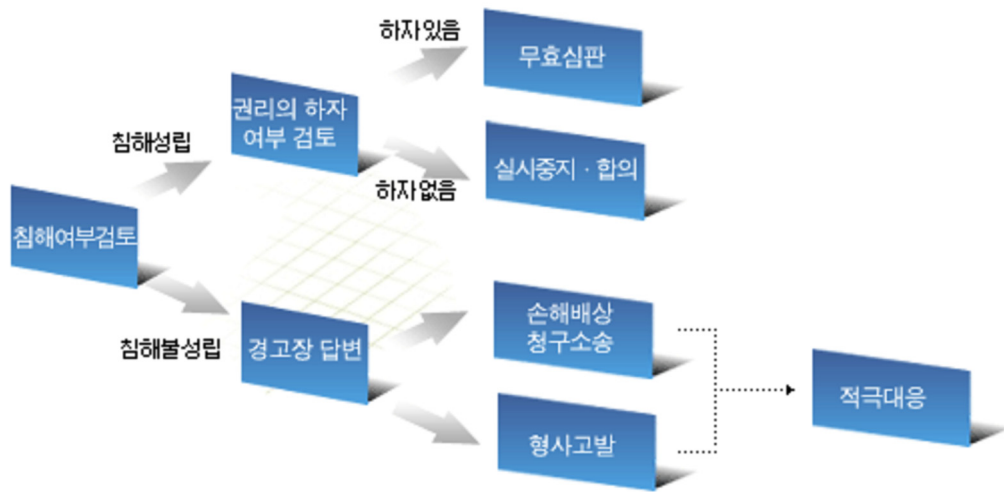 하자있음
무효심판
권리의 하자
여부 검토
침해성립
실시중지 · 합의
하자없음
침해여부검토
손해배상
청구소송
침해불성립
경고장 답변
적극대응
형사고발